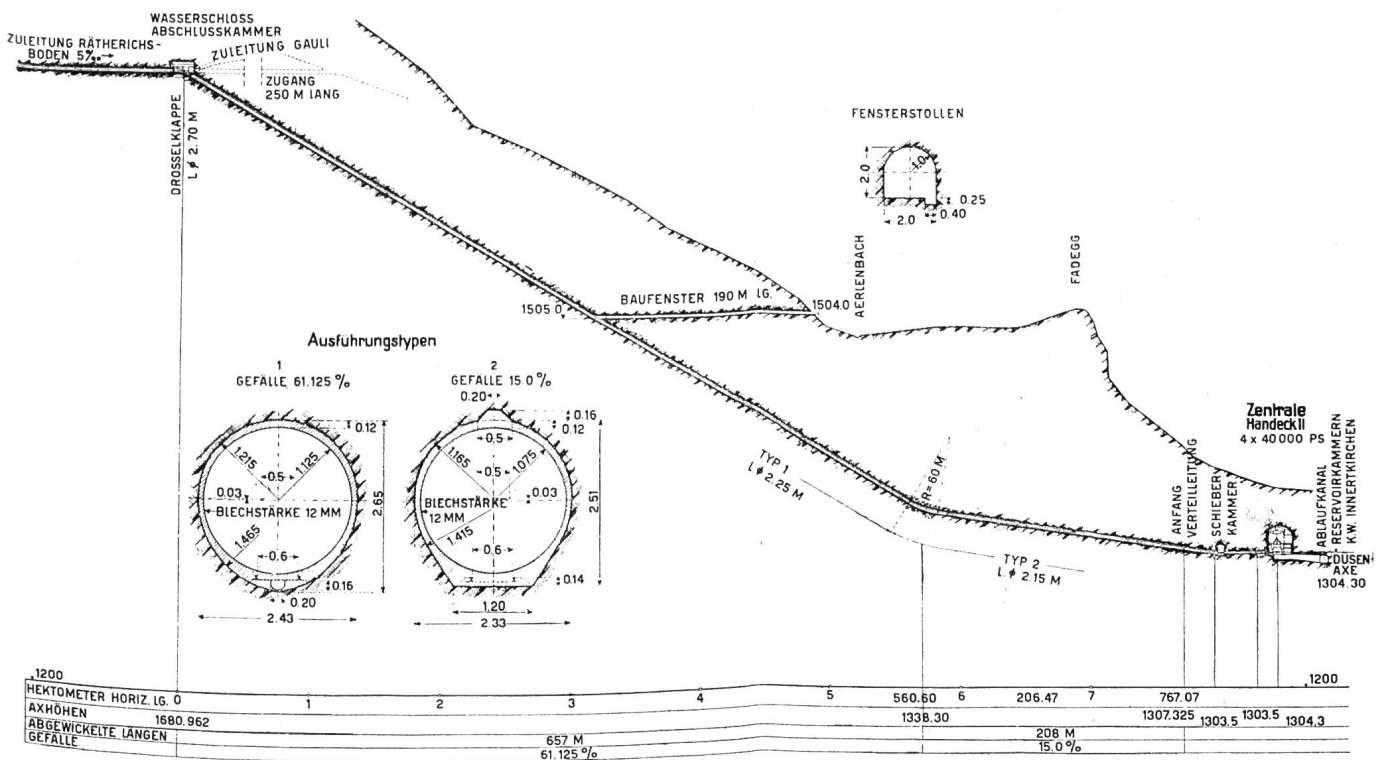 WASSERSCHLOSS
ABSCHLUSSKAMMER
ZULEITUNG RÄTHERICHS-
BODEN 5‰→
ZULEITUNG GAULI
ZUGANG
250 M LANG
DROSSELKLAPPE
L ϕ 2.70 M
FENSTERSTOLLEN
2.0
1.0
0.25
0.40
2.0
AERLENBACH
FADEGG
BAUFENSTER 190 M LG.
1505.0
1504.0
Ausführungstypen
1
GEFÄLLE 61.125 %
0.12
1.215
1.125
0.5
0.03
BLECHSTÄRKE 12 MM
2.65
1.465
0.6
0.16
0.20
2.43
2
GEFÄLLE 15.0 %
0.20
0.16
0.12
0.5
1.165
1.075
0.5
0.03
BLECHSTÄRKE
12 MM
2.51
1.415
0.6
0.14
1.20
2.33
TYP 1
L ϕ 2.25 M
R=60 M
TYP 2
L. ϕ 2.15 M
Zentrale
Handeck II
4 x 40 000 PS
ANFANG
VERTEILLEITUNG
SCHIEBER-
KAMMER
ABLAUFKANAL
RESERVOIRKAMMERN
K.W. INNERTKIRCHEN
DÜSEN-
AXE
1304.30
1200
1200
HEKTOMETER HORIZ. LG. 0 1 2 3 4 5 560.60 6 206.47 7 767.07
AXHÖHEN 1680.962 1338.30 1307.325 1303.5 1303.5 1304.3
ABGEWICKELTE LÄNGEN 657 M 208 M
GEFÄLLE 61.125 % 15.0 %